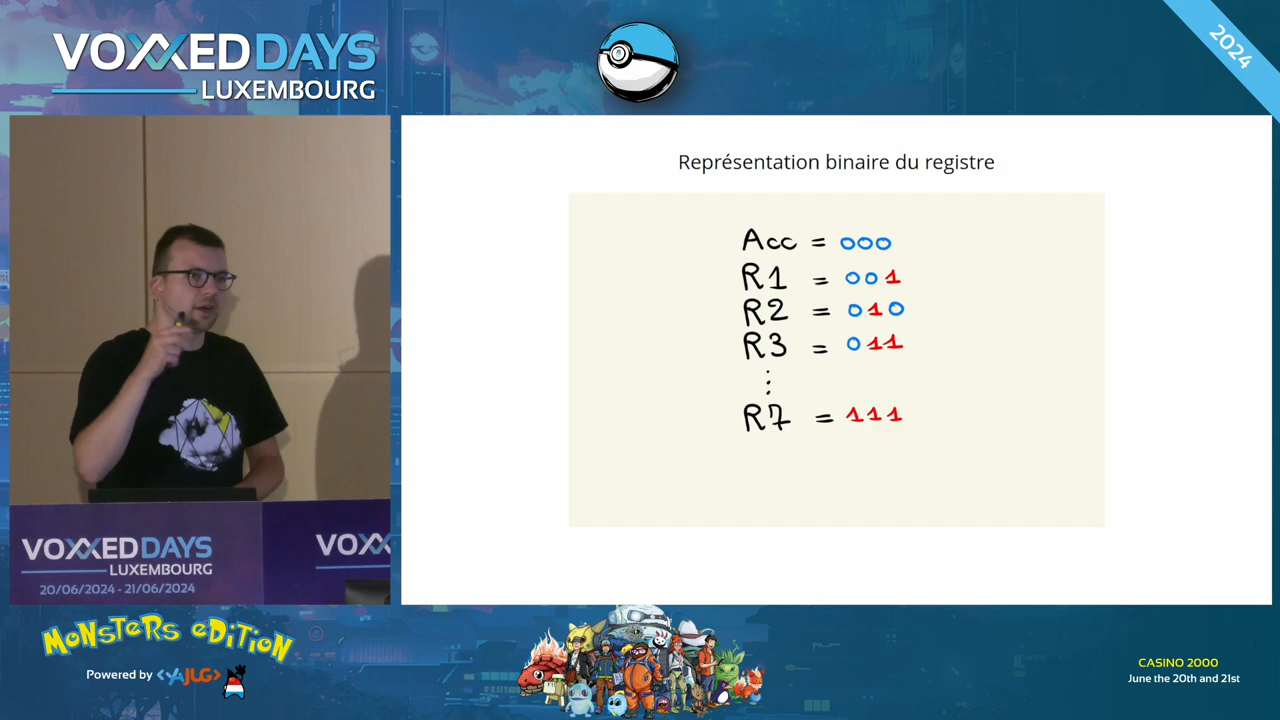 VOXXED DAYS
LUXEMBOURG
2024
Représentation binaire du registre
Acc = 000
R1 = 001
R2 = 010
R3 = 011
⋮
R7 = 111
VOXXED DAYS
LUXEMBOURG
20/06/2024 - 21/06/2024
VOXX
MONSTERS EDITION
Powered by <YAJUG>
CASINO 2000
June the 20th and 21st